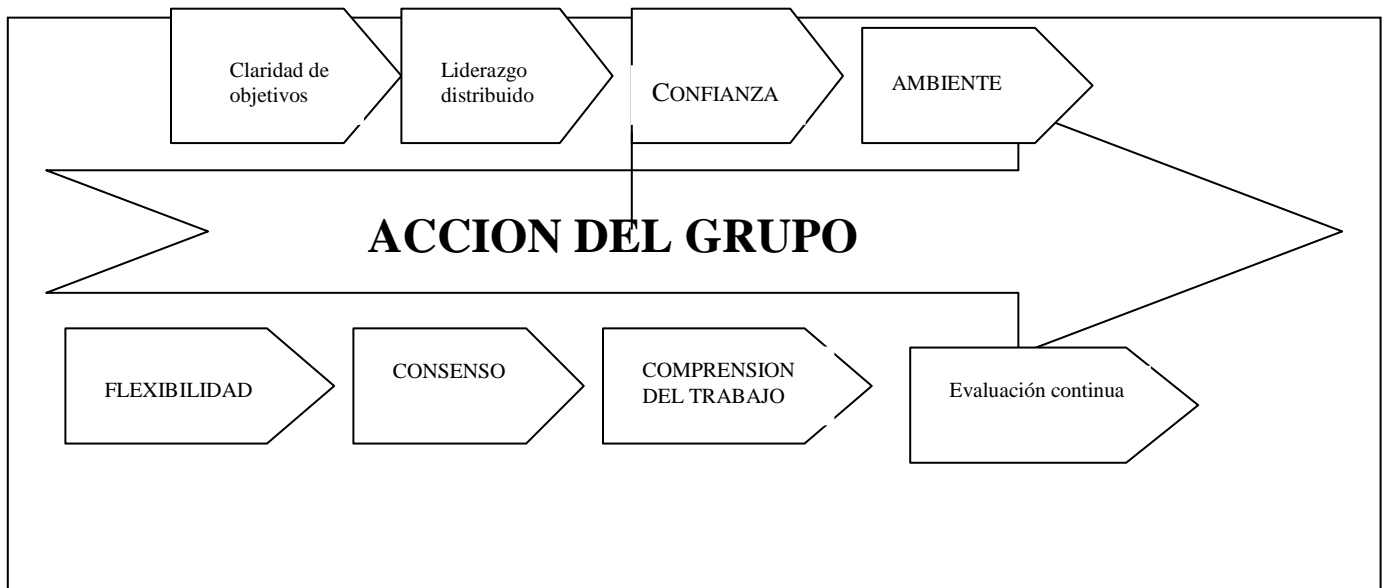 Claridad de
objetivos
Liderazgo
distribuido
CONFIANZA
AMBIENTE
ACCION DEL GRUPO
FLEXIBILIDAD
CONSENSO
COMPRENSION
DEL TRABAJO
Evaluación continua